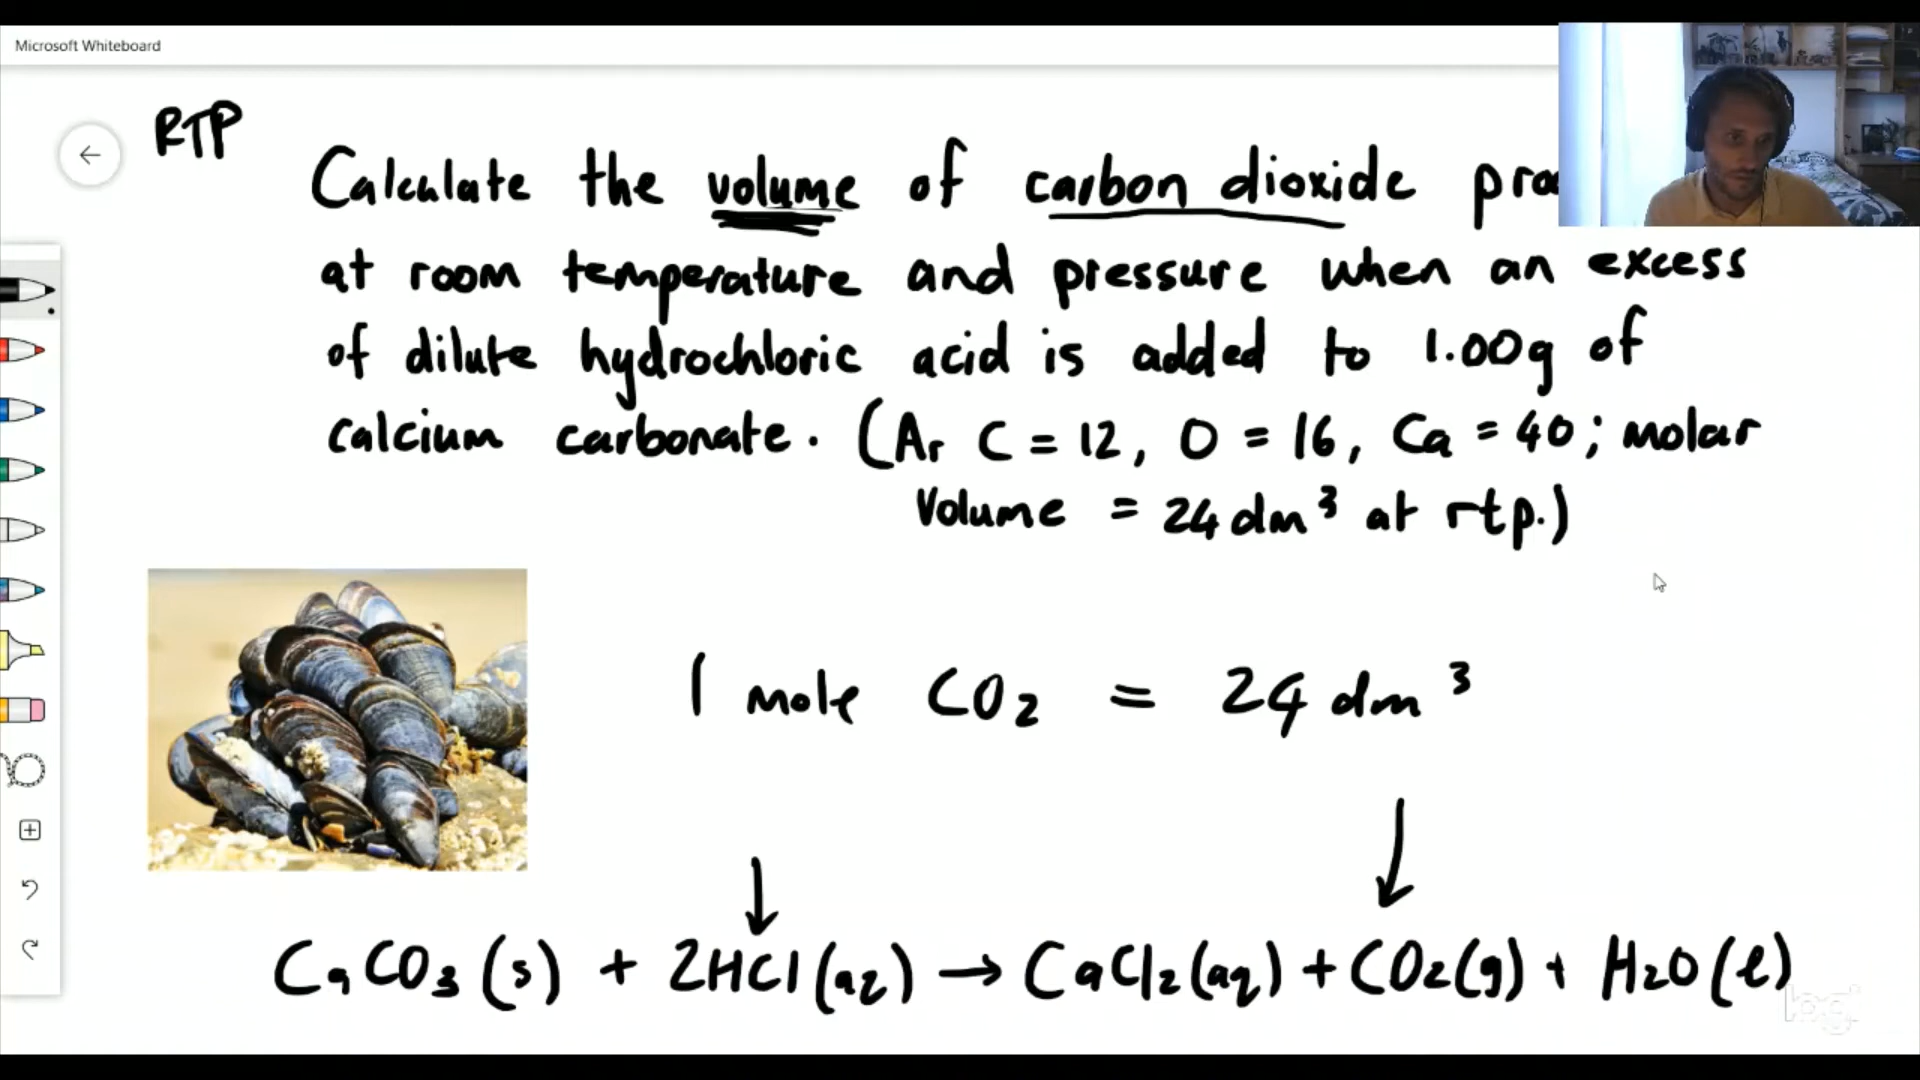 Microsoft Whiteboard
RTP
Calculate the volume of carbon dioxide
at room temperature and pressure when an excess
of dilute hydrochloric acid is added to 1.00g of
calcium carbonate. (Ar C = 12, O = 16, Ca = 40; molar
Volume = 24 dm³ at rtp.)
1 mole CO₂ = 24 dm³
CaCO₃(s) + 2HCl(aq) → CaCl₂(aq) + CO₂(g) + H₂O(l)
logi